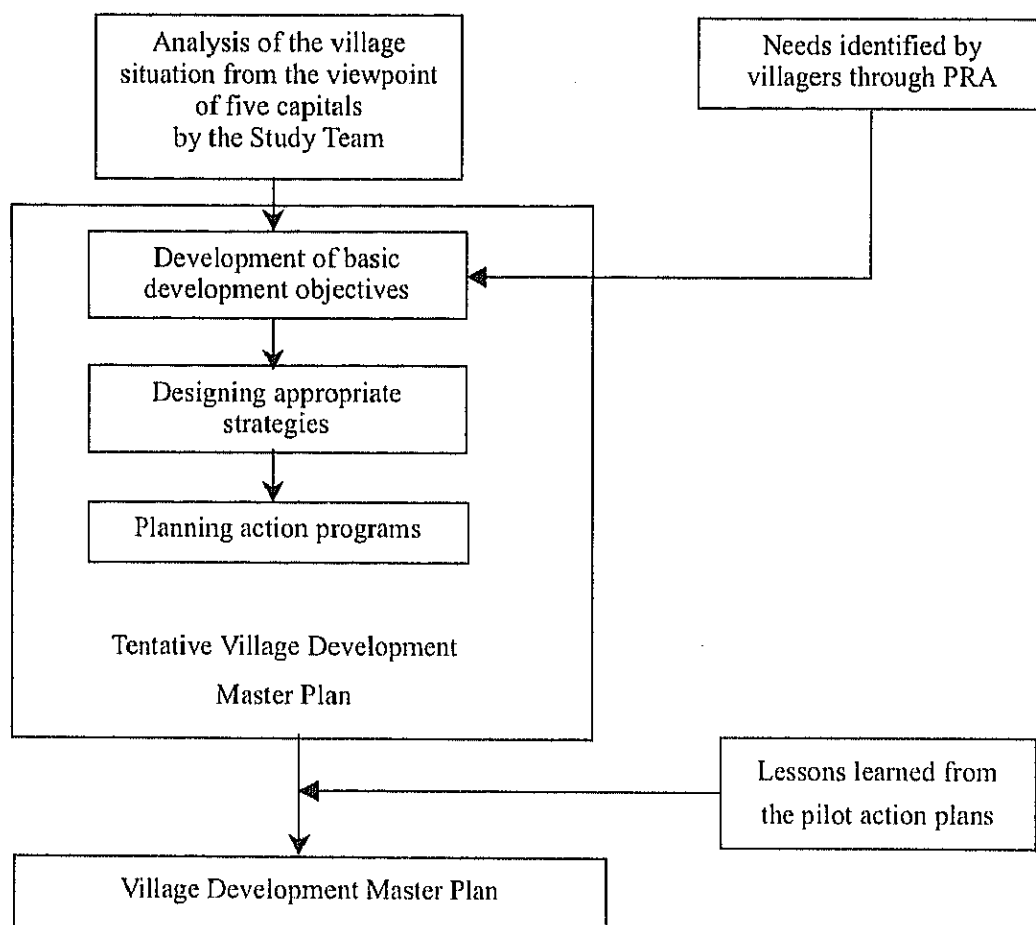 Analysis of the village
situation from the viewpoint
of five capitals
by the Study Team
Needs identified by
villagers through PRA
Development of basic
development objectives
Designing appropriate
strategies
Planning action programs
Tentative Village Development
Master Plan
Lessons learned from
the pilot action plans
Village Development Master Plan